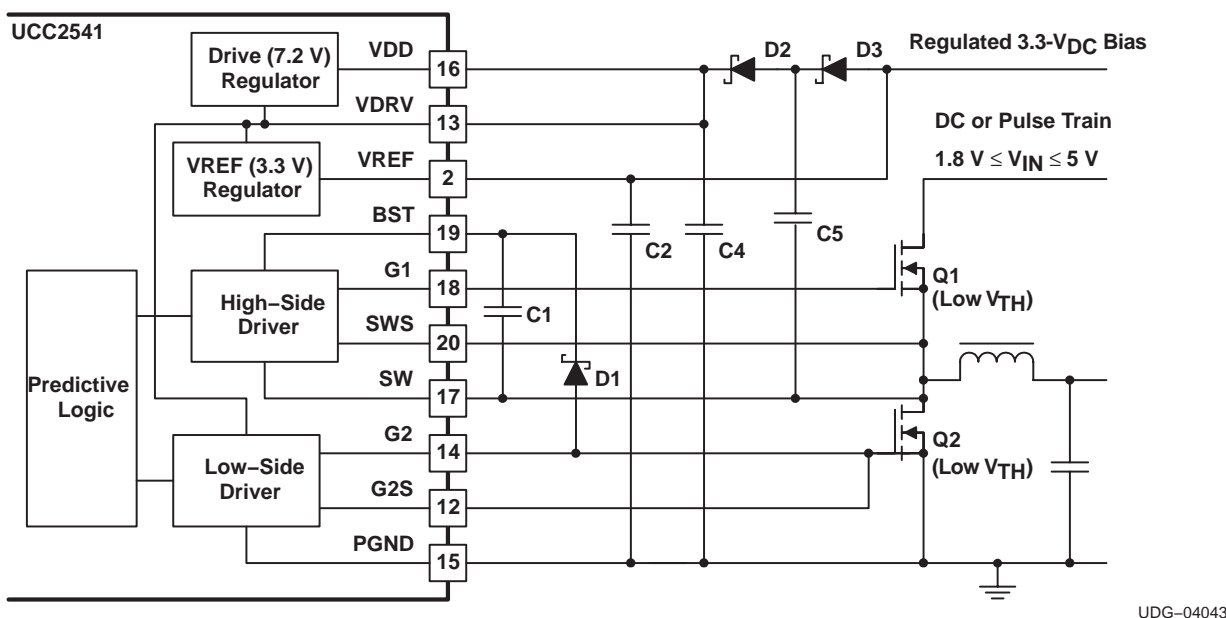 UCC2541
Drive (7.2 V)
Regulator
VDD
16
D2
D3
Regulated 3.3-VDC Bias
VDRV
13
DC or Pulse Train
1.8 V ≤ VIN ≤ 5 V
VREF (3.3 V)
Regulator
VREF
2
BST
19
C2
C4
C5
G1
18
Q1
(Low VTH)
High−Side
Driver
C1
SWS
20
Predictive
Logic
SW
17
D1
G2
14
Q2
(Low VTH)
Low−Side
Driver
G2S
12
PGND
15
UDG−04043